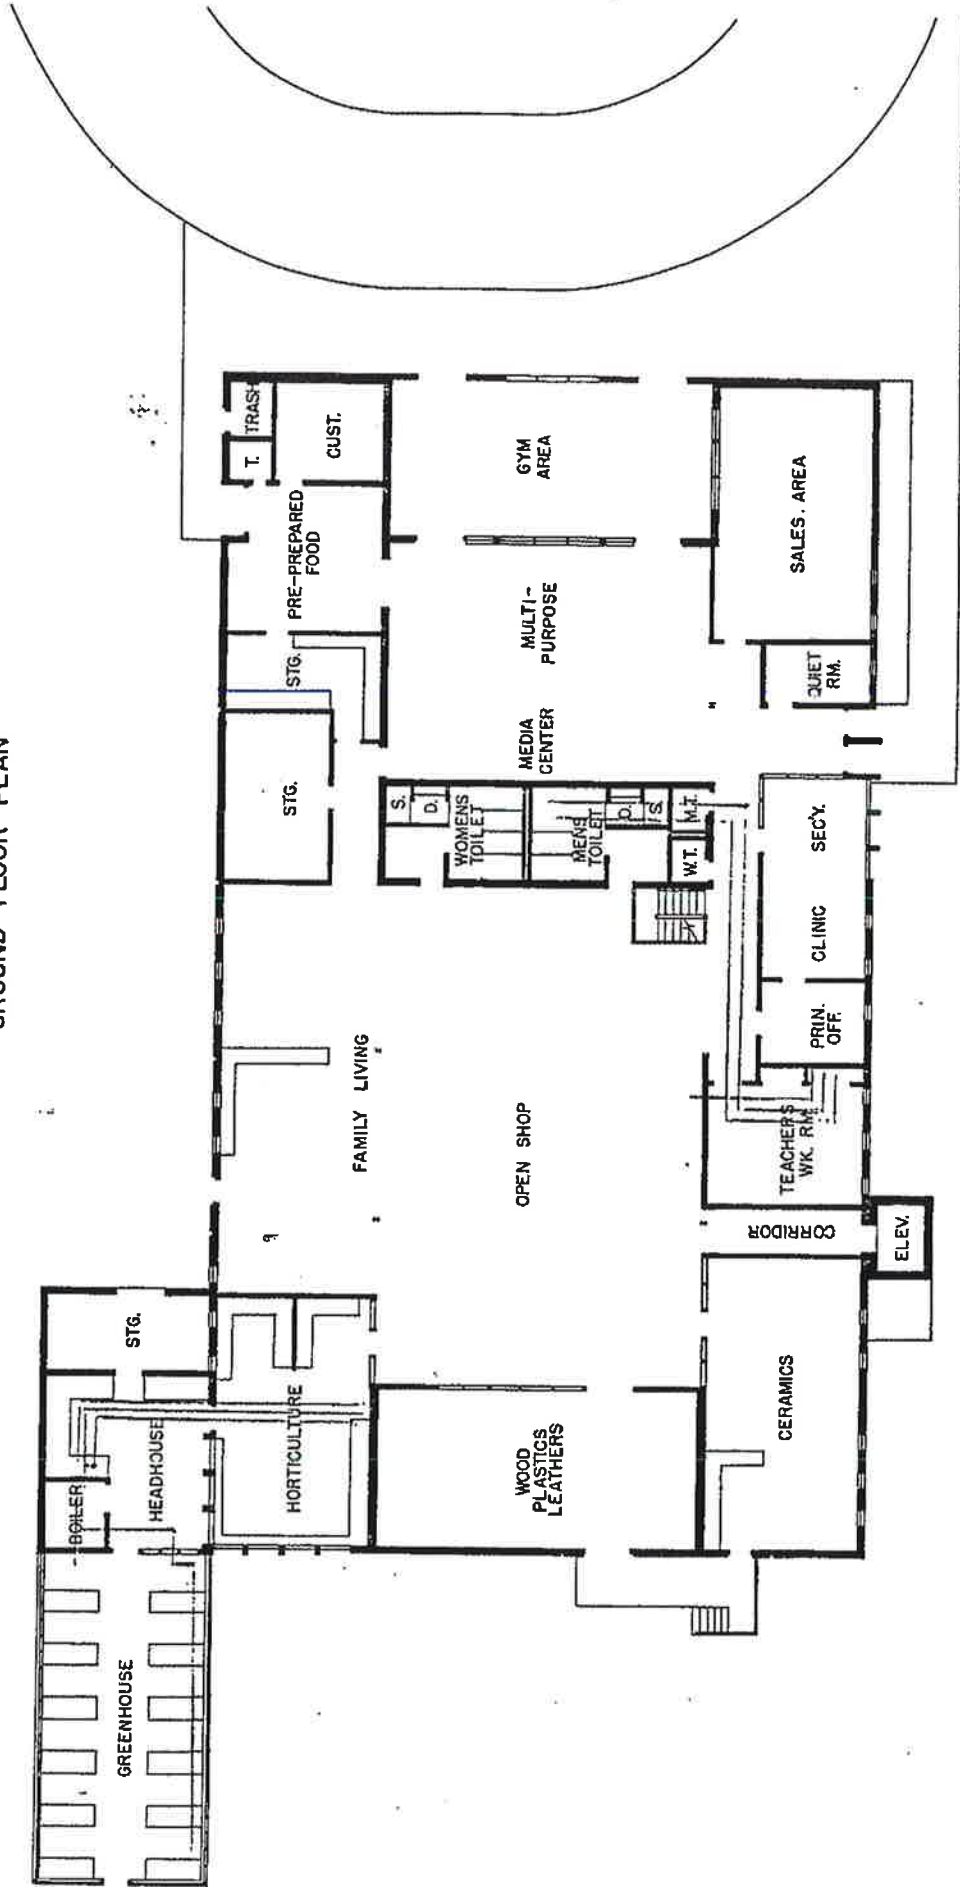 GROUND FLOOR PLAN
GREENHOUSE
BOILER
HEADHOUSE
STG.
HORTICULTURE
WOOD
PLASTICS
LEATHERS
CERAMICS
FAMILY LIVING
OPEN SHOP
CORRIDOR
ELEV.
TEACHERS
WK. RM.
PRIN.
OFF.
CLINIC
SEC'Y.
STG.
STG.
S.
D.
WOMENS
TOILET
MENS
TOILET
D.
S.
W.T.
M.T.
MEDIA
CENTER
MULTI-
PURPOSE
QUIET
RM.
PRE-PREPARED
FOOD
T.
TRASH
CUST.
GYM
AREA
SALES. AREA